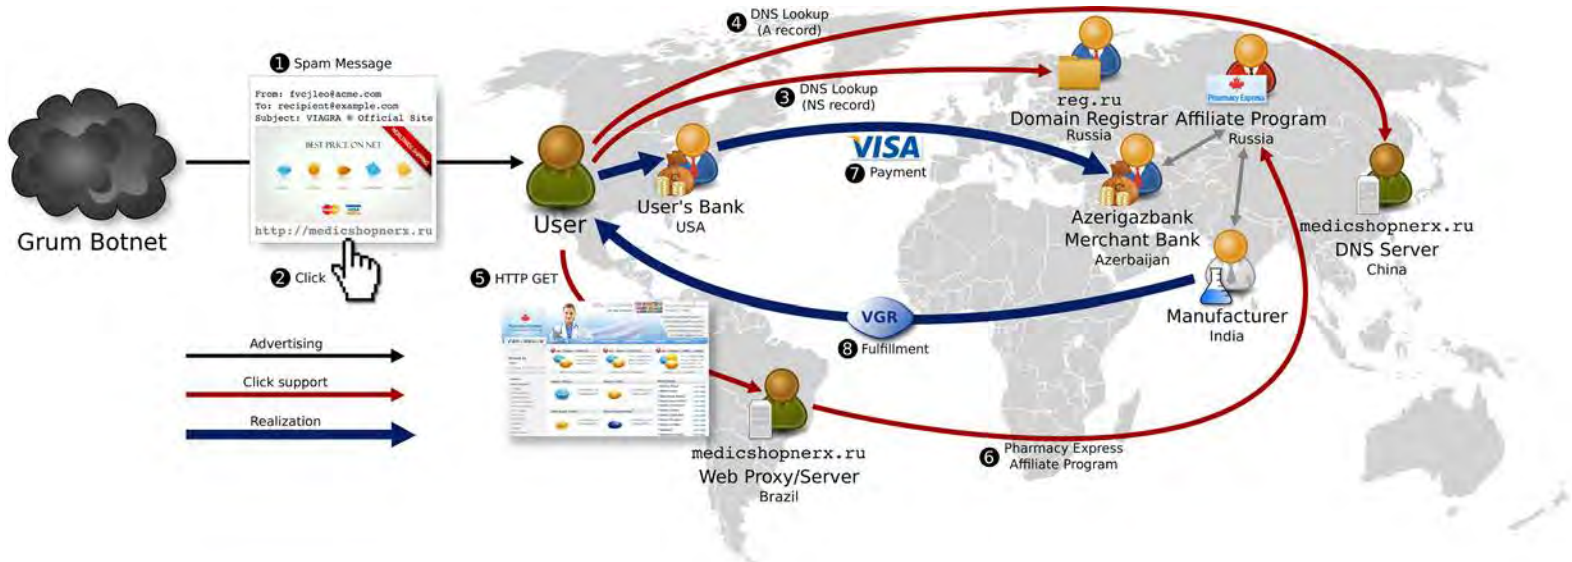 1 Spam Message
From: fvcjleo@acme.com
To: recipient@example.com
Subject: VIAGRA ® Official Site
BEST PRICE ON NET
WORLDWIDE SHIPPING
VISA
http://medicshopnerx.ru
2 Click
Grum Botnet
Advertising
Click support
Realization
User
User's Bank
USA
3 DNS Lookup
(NS record)
4 DNS Lookup
(A record)
reg.ru
Domain Registrar
Russia
Pharmacy Express
Affiliate Program
Russia
VISA
7 Payment
Azerigazbank
Merchant Bank
Azerbaijan
medicshopnerx.ru
DNS Server
China
5 HTTP GET
VGR
8 Fulfillment
Manufacturer
India
medicshopnerx.ru
Web Proxy/Server
Brazil
6 Pharmacy Express
Affiliate Program